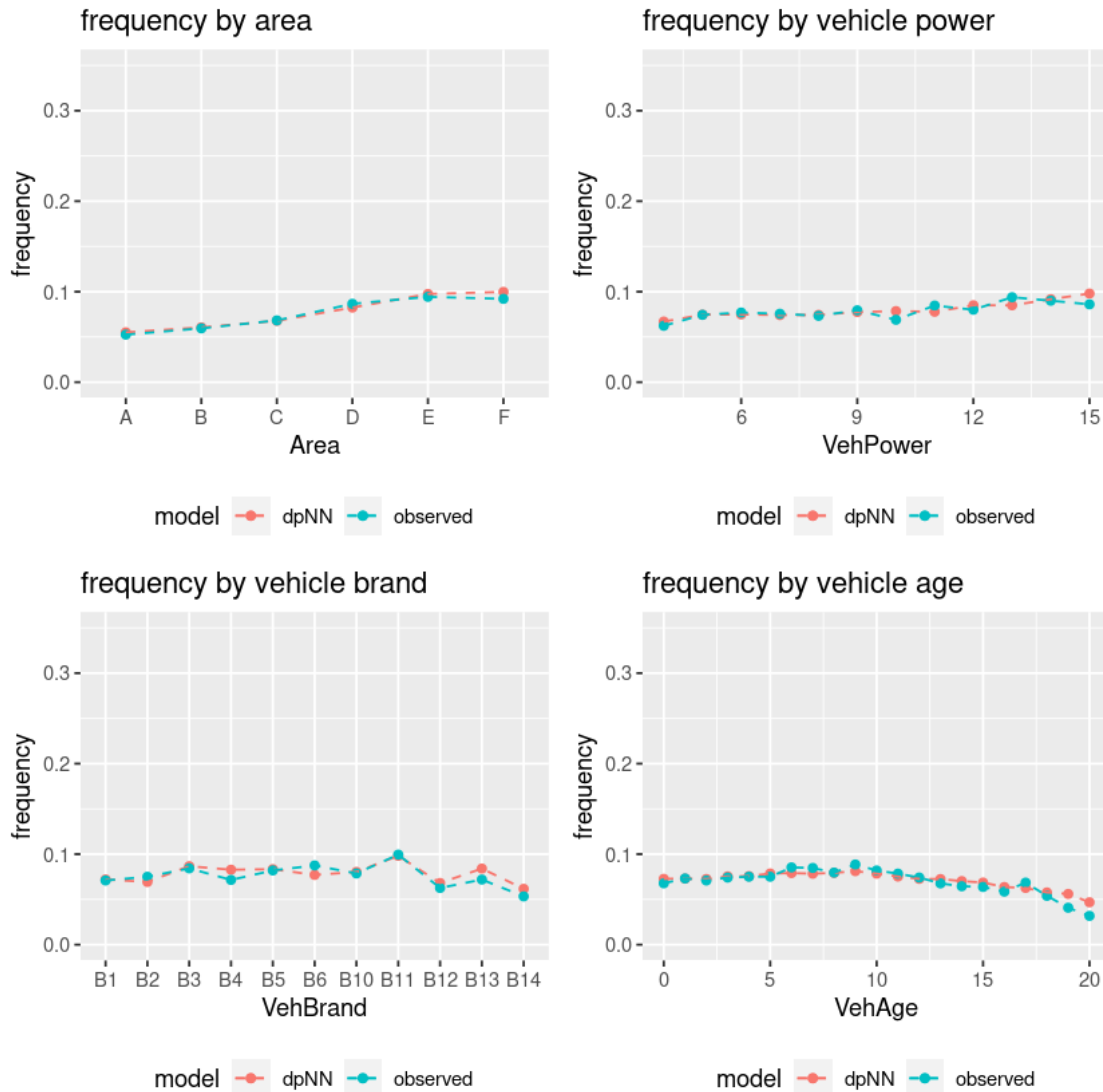 frequency by area
0.3
0.2
0.1
0.0
frequency
A B C D E F
Area
model dpNN observed
frequency by vehicle power
0.3
0.2
0.1
0.0
frequency
6 9 12 15
VehPower
model dpNN observed
frequency by vehicle brand
0.3
0.2
0.1
0.0
frequency
B1 B2 B3 B4 B5 B6 B10 B11 B12 B13 B14
VehBrand
model dpNN observed
frequency by vehicle age
0.3
0.2
0.1
0.0
frequency
0 5 10 15 20
VehAge
model dpNN observed